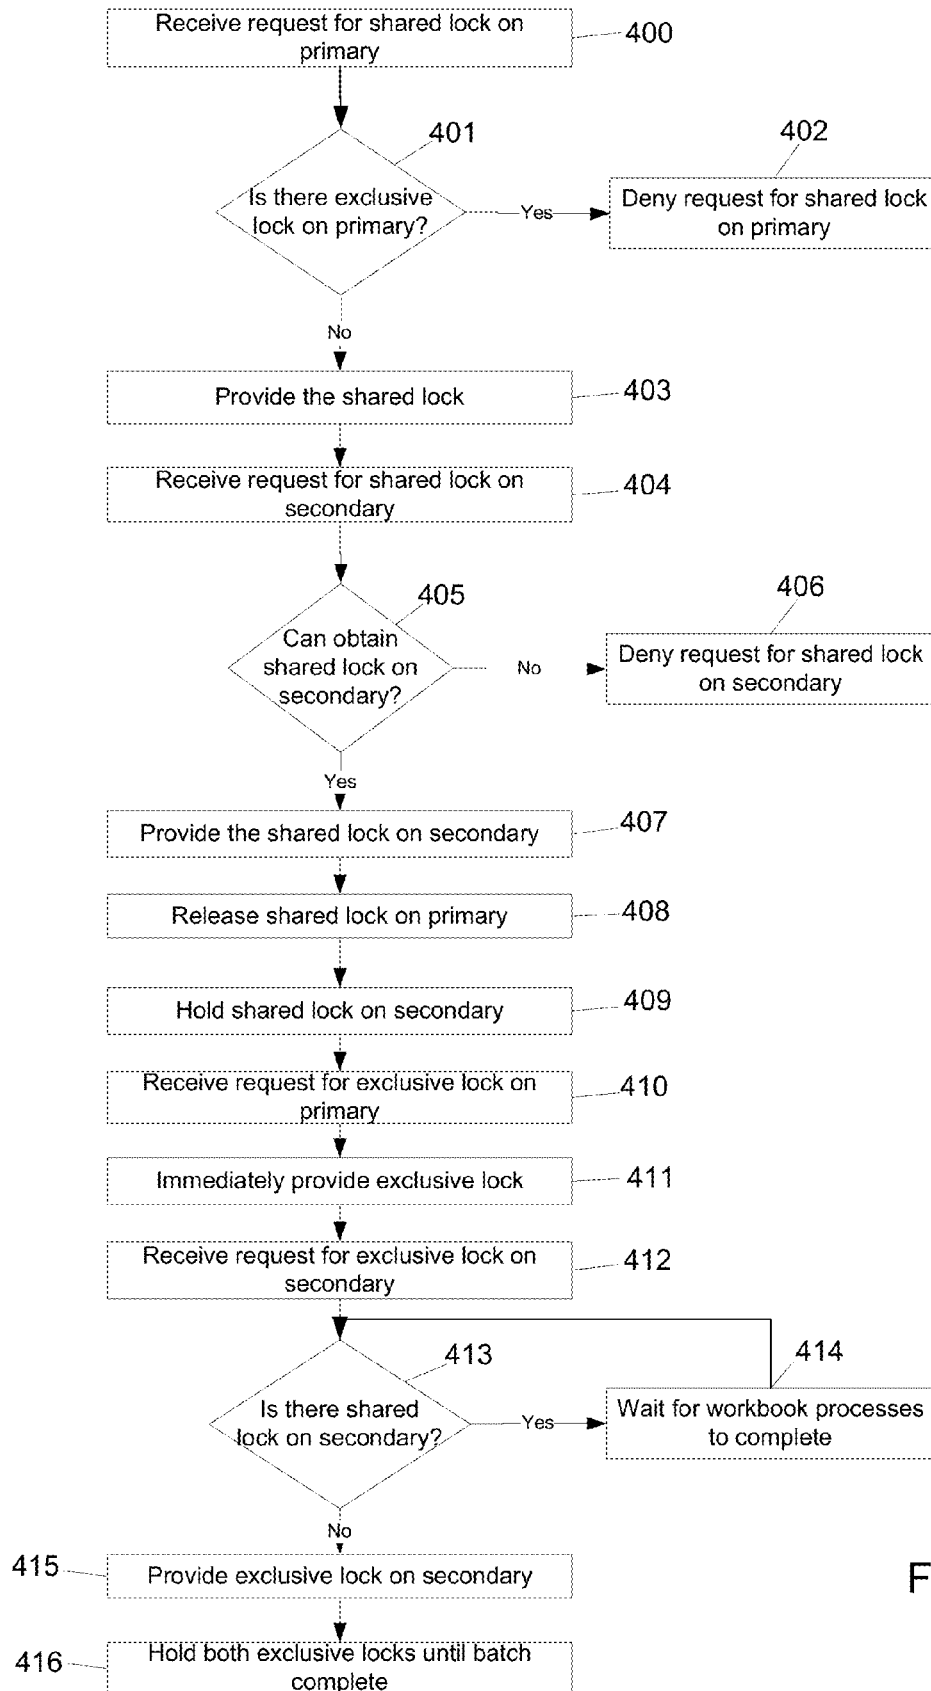 Receive request for shared lock on
primary
400
401
Is there exclusive
lock on primary?
Yes
402
Deny request for shared lock
on primary
No
Provide the shared lock
403
Receive request for shared lock on
secondary
404
405
Can obtain
shared lock on
secondary?
No
406
Deny request for shared lock
on secondary
Yes
Provide the shared lock on secondary
407
Release shared lock on primary
408
Hold shared lock on secondary
409
Receive request for exclusive lock on
primary
410
Immediately provide exclusive lock
411
Receive request for exclusive lock on
secondary
412
413
Is there shared
lock on secondary?
Yes
414
Wait for workbook processes
to complete
No
415
Provide exclusive lock on secondary
F
416
Hold both exclusive locks until batch
complete